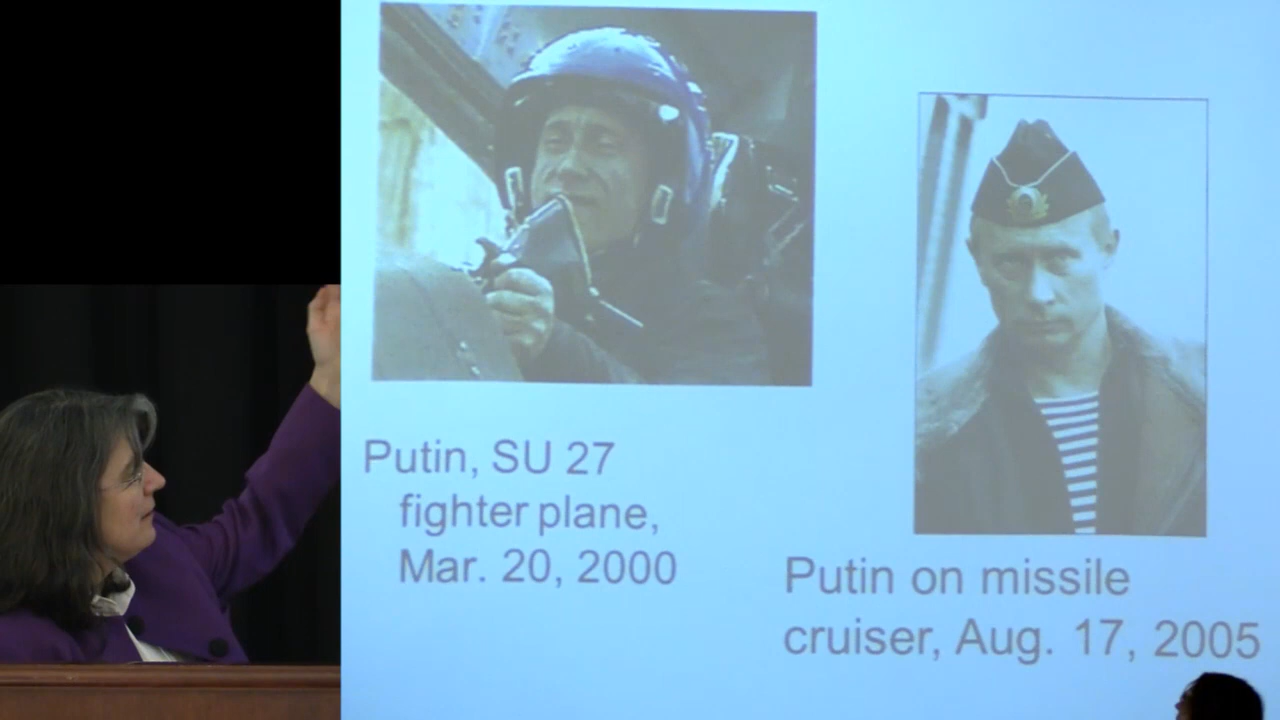 Putin, SU 27
fighter plane,
Mar. 20, 2000
Putin on missile
cruiser, Aug. 17, 2005